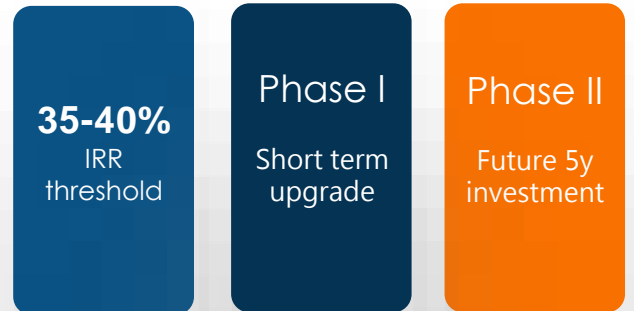 35-40%
IRR
threshold
Phase I
Short term
upgrade
Phase II
Future 5y
investment